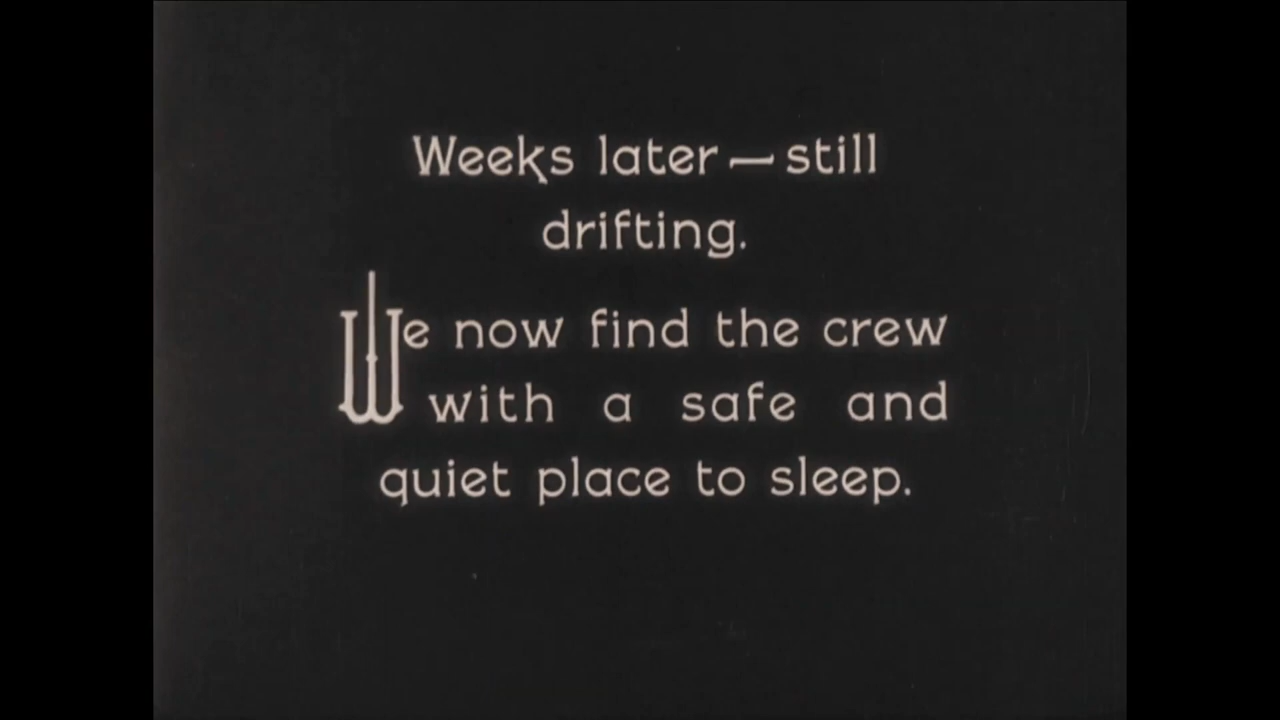 Weeks later — still
drifting.
We now find the crew
with a safe and
quiet place to sleep.